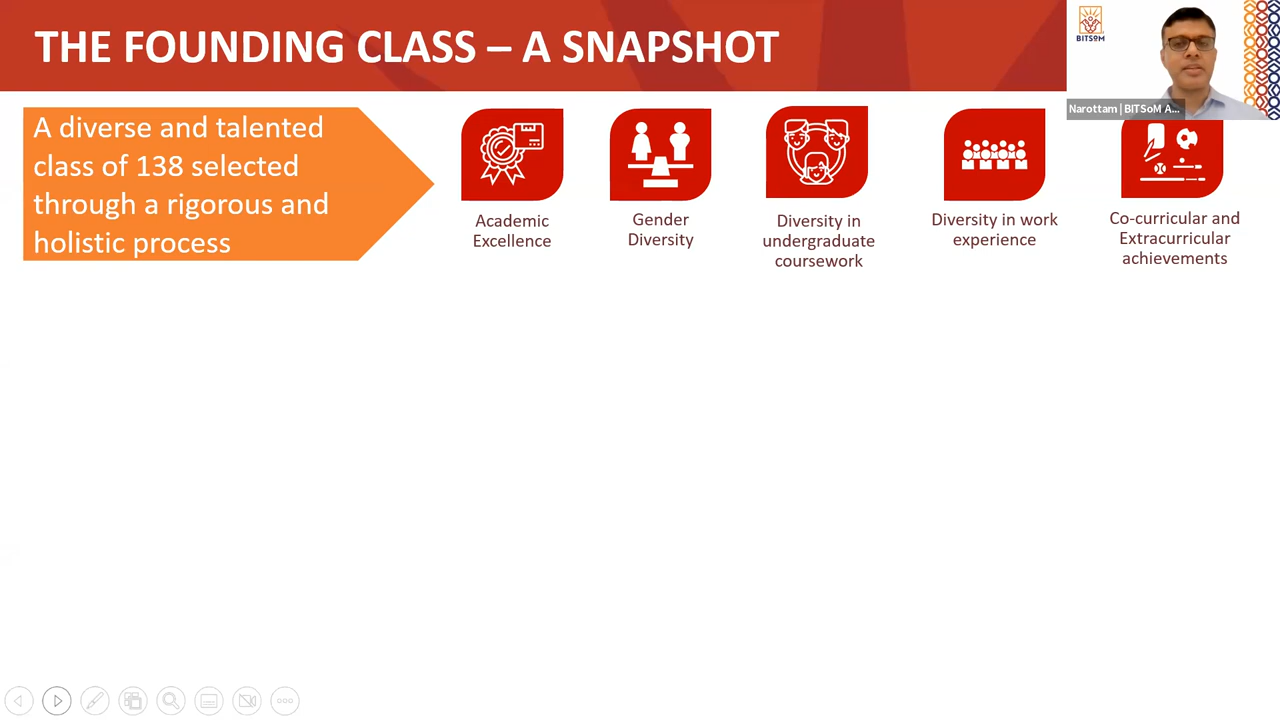 THE FOUNDING CLASS – A SNAPSHOT
BITSoM
Narottam | BITSoM A...
A diverse and talented
class of 138 selected
through a rigorous and
holistic process
Academic
Excellence
Gender
Diversity
Diversity in
undergraduate
coursework
Diversity in work
experience
Co-curricular and
Extracurricular
achievements